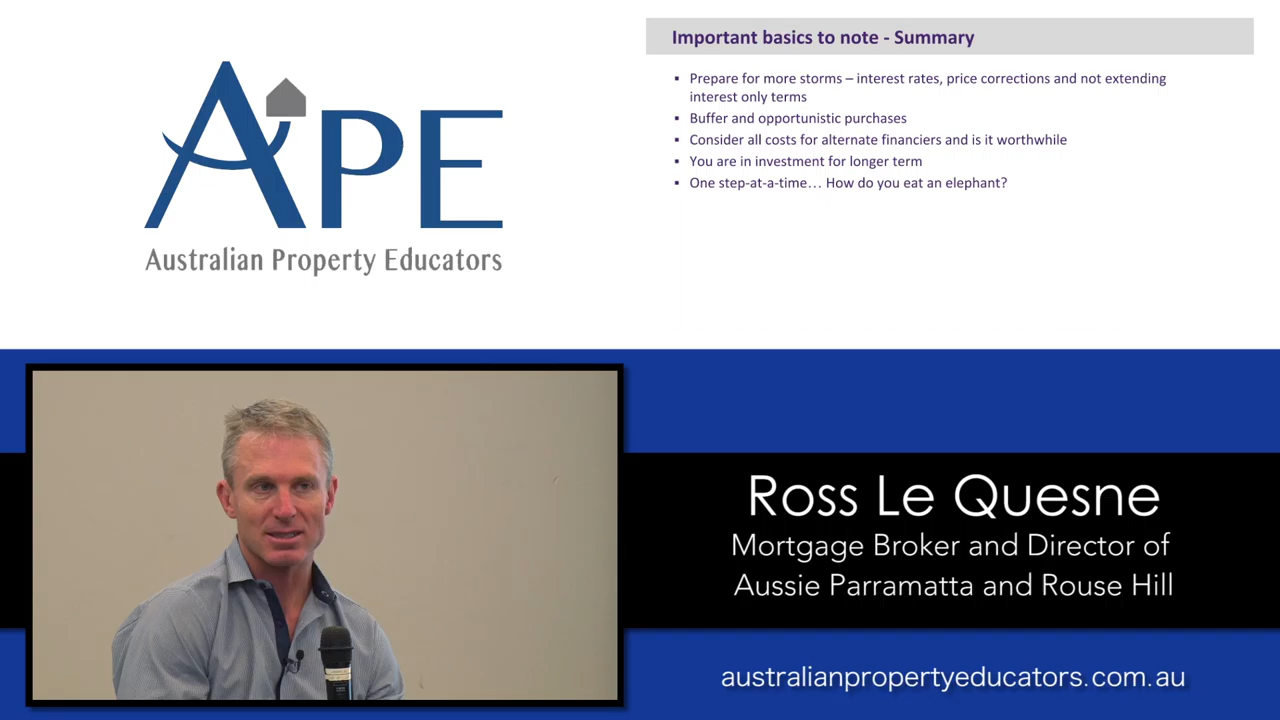 APE
Australian Property Educators
Important basics to note - Summary
▪ Prepare for more storms – interest rates, price corrections and not extending
interest only terms
▪ Buffer and opportunistic purchases
▪ Consider all costs for alternate financiers and is it worthwhile
▪ You are in investment for longer term
▪ One step-at-a-time… How do you eat an elephant?
Ross Le Quesne
Mortgage Broker and Director of
Aussie Parramatta and Rouse Hill
australianpropertyeducators.com.au